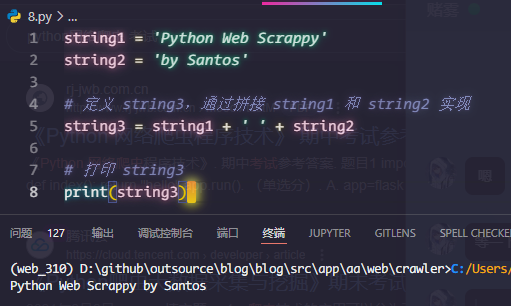 8.py > ...
1 string1 = 'Python Web Scrappy'
2 string2 = 'by Santos'
3
4 # 定义 string3，通过拼接 string1 和 string2 实现
5 string3 = string1 + ' ' + string2
6
7 # 打印 string3
8 print(string3)
问题 127 输出 调试控制台 端口 终端 JUPYTER GITLENS SPELL CHECKER
(web_310) D:\github\outsource\blog\blog\src\app\aa\web\crawler>C:/Users/
Python Web Scrappy by Santos